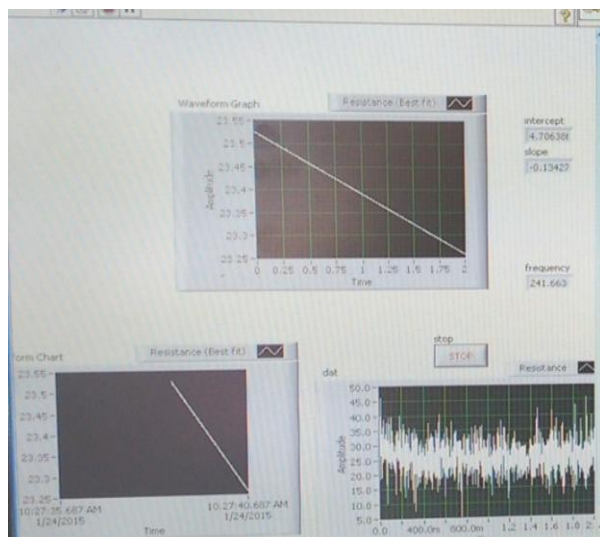 Waveform Graph
Resistance (Best fit)
23.55
23.5
23.45
23.4
23.35
23.3
23.25
Amplitude
0 0.25 0.5 0.75 1 1.25 1.5 1.75 2
Time
intercept
4.70638
slope
-0.13427
frequency
241.663
stop
STOP
form Chart
Resistance (Best fit)
23.55
23.5
23.45
23.4
23.35
23.3
23.25
10:27:35.687 AM
1/24/2015
10:27:40.687 AM
1/24/2015
Time
dat
Resistance
50.0
45.0
40.0
35.0
30.0
25.0
20.0
15.0
10.0
5.0
Amplitude
0.0 400.0m 800.0m 1.2 1.4 1.6 1.8 2.